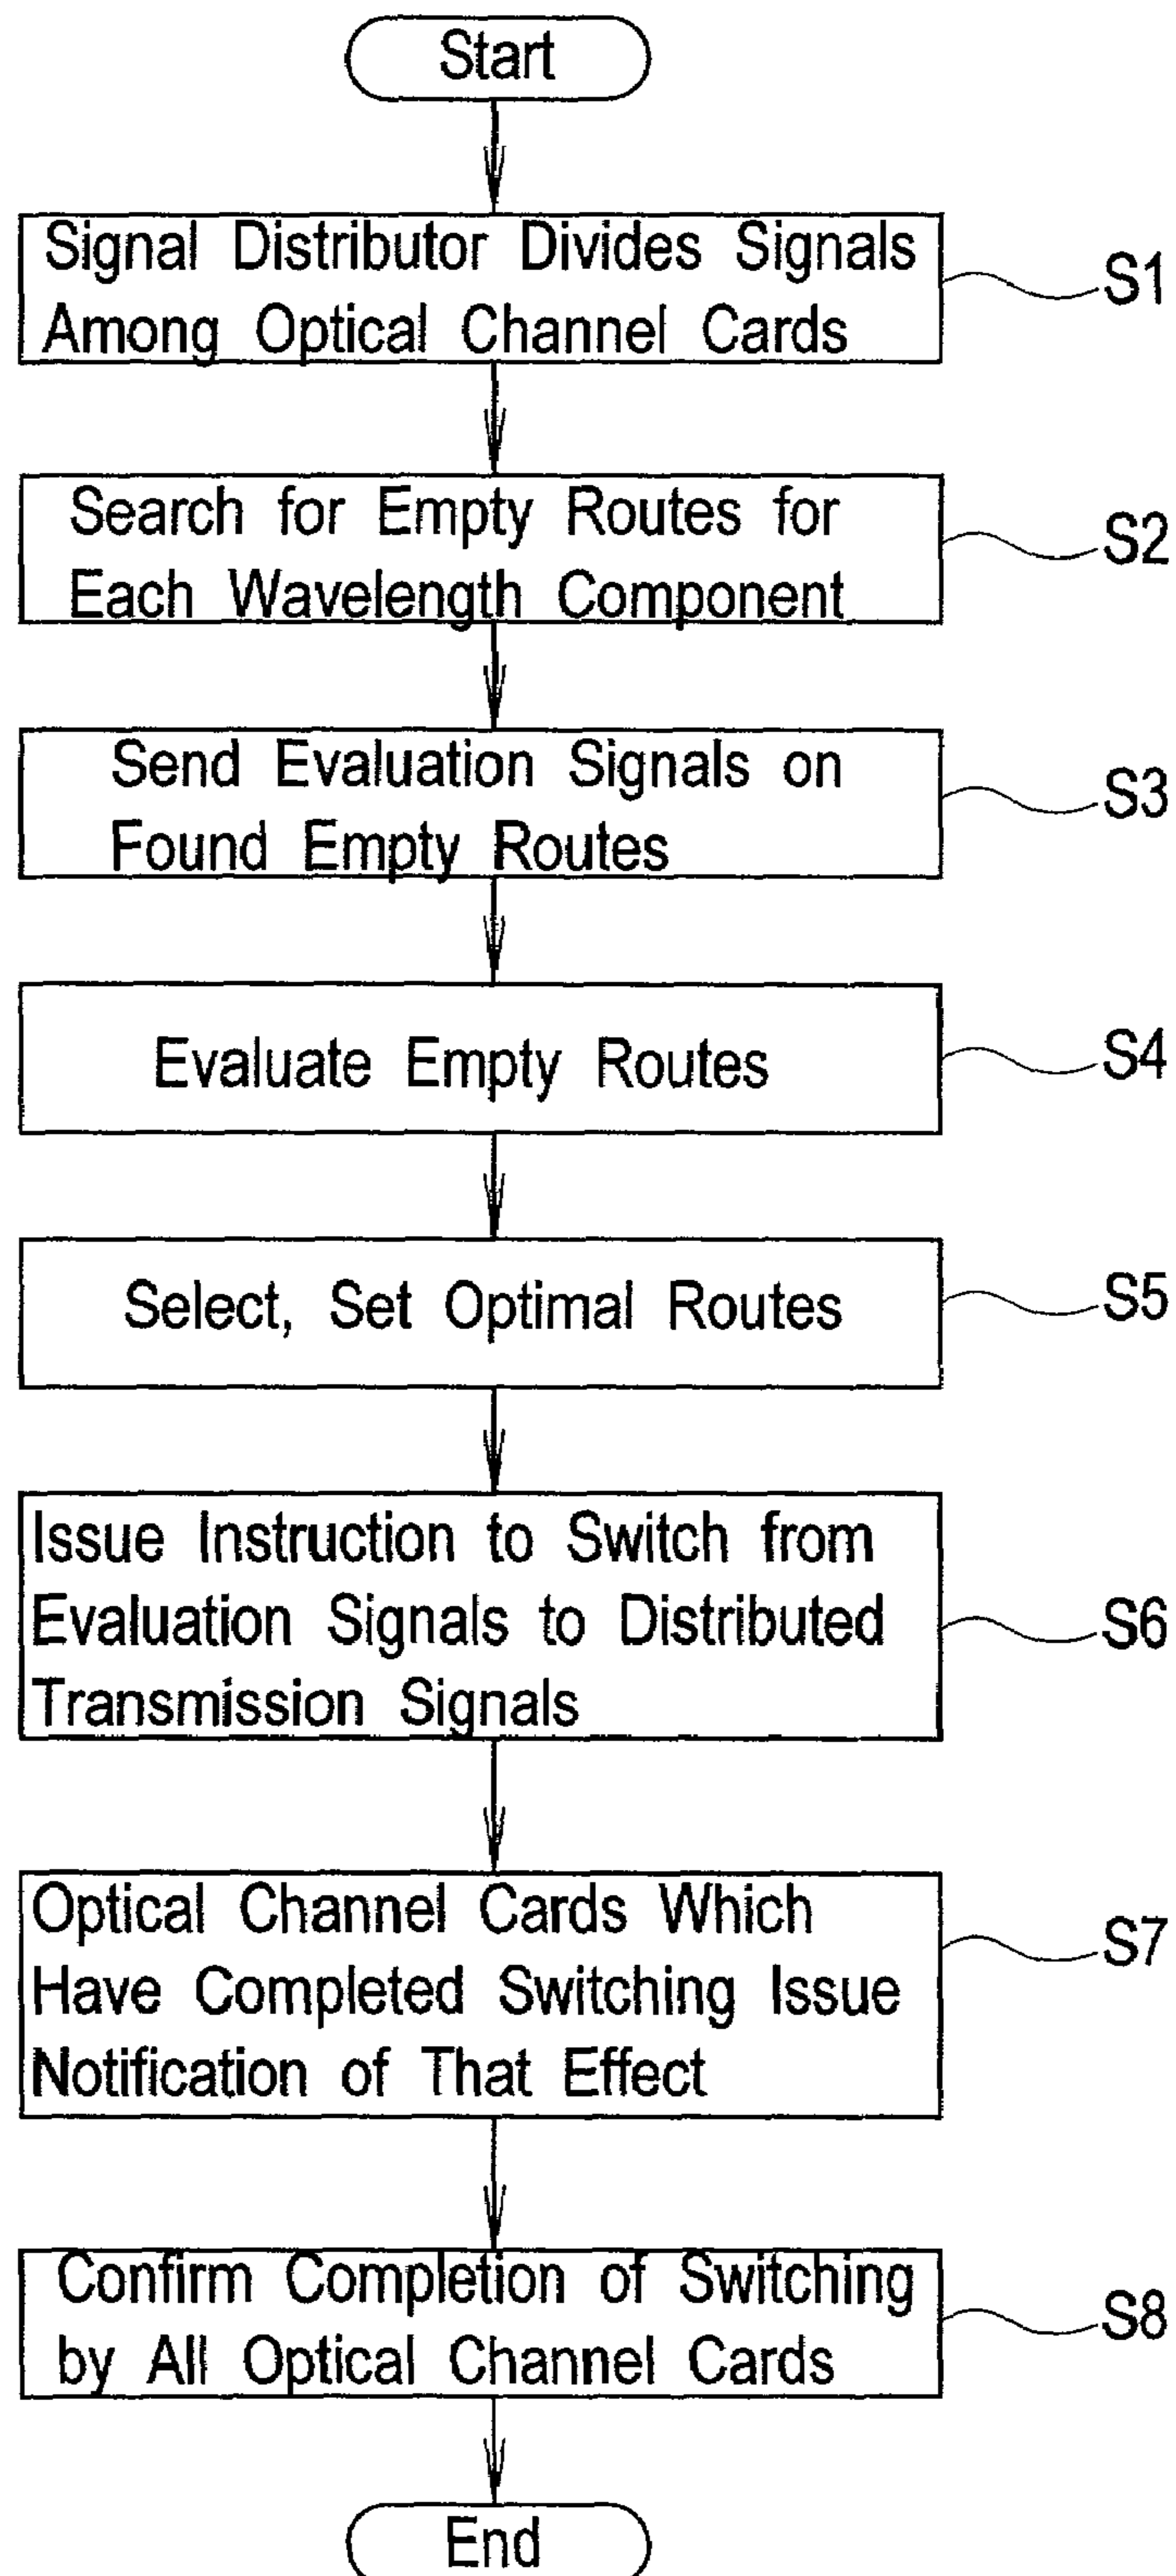 Start
Signal Distributor Divides Signals
Among Optical Channel Cards
S1
Search for Empty Routes for
Each Wavelength Component
S2
Send Evaluation Signals on
Found Empty Routes
S3
Evaluate Empty Routes
S4
Select, Set Optimal Routes
S5
Issue Instruction to Switch from
Evaluation Signals to Distributed
Transmission Signals
S6
Optical Channel Cards Which
Have Completed Switching Issue
Notification of That Effect
S7
Confirm Completion of Switching
by All Optical Channel Cards
S8
End